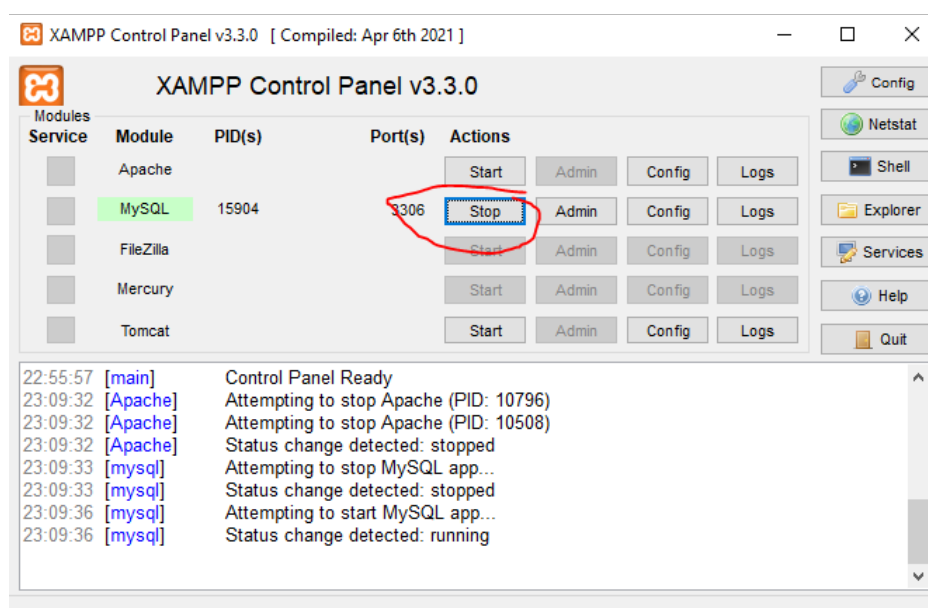 XAMPP Control Panel v3.3.0 [ Compiled: Apr 6th 2021 ]
XAMPP Control Panel v3.3.0
Config
Modules
Netstat
Service Module PID(s) Port(s) Actions
Apache Start Admin Config Logs
Shell
MySQL 15904 3306 Stop Admin Config Logs
Explorer
FileZilla Start Admin Config Logs
Services
Mercury Start Admin Config Logs
Help
Tomcat Start Admin Config Logs
Quit
22:55:57 [main] Control Panel Ready
23:09:32 [Apache] Attempting to stop Apache (PID: 10796)
23:09:32 [Apache] Attempting to stop Apache (PID: 10508)
23:09:32 [Apache] Status change detected: stopped
23:09:33 [mysql] Attempting to stop MySQL app...
23:09:33 [mysql] Status change detected: stopped
23:09:36 [mysql] Attempting to start MySQL app...
23:09:36 [mysql] Status change detected: running